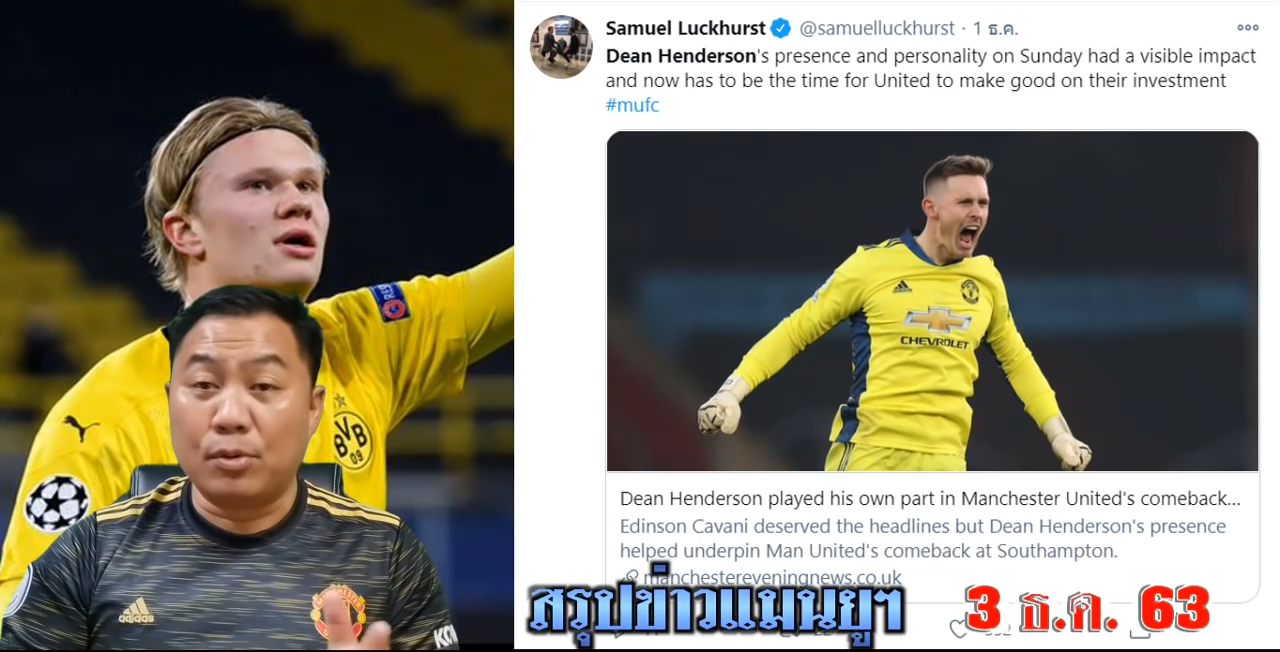 Samuel Luckhurst @samuelluckhurst · 1 ธ.ค.
Dean Henderson's presence and personality on Sunday had a visible impact
and now has to be the time for United to make good on their investment
#mufc
RES
BVB
09
adidas
CHEVROLET
Dean Henderson played his own part in Manchester United's comeback...
Edinson Cavani deserved the headlines but Dean Henderson's presence
helped underpin Man United's comeback at Southampton.
manchestereveningnews.co.uk
สรุปข่าวแมนยูฯ 3 ธ.ค. 63